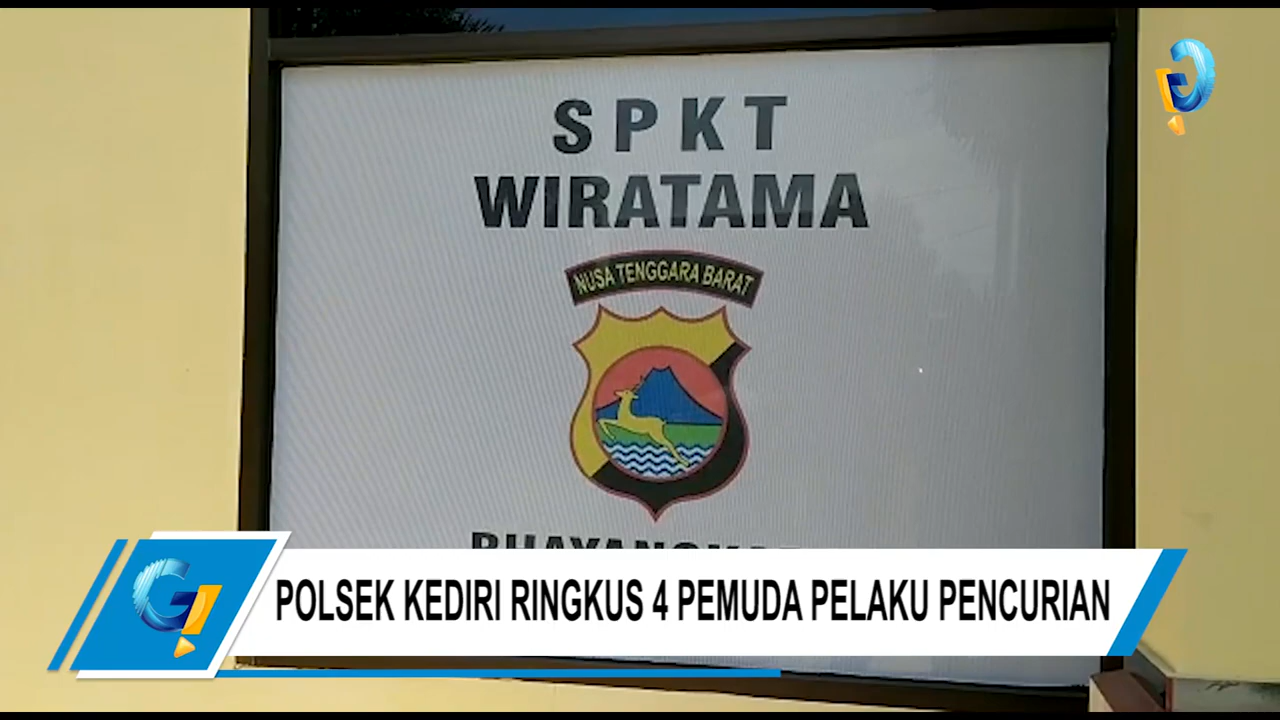 SPKT
WIRATAMA
NUSA TENGGARA BARAT
POLSEK KEDIRI RINGKUS 4 PEMUDA PELAKU PENCURIAN